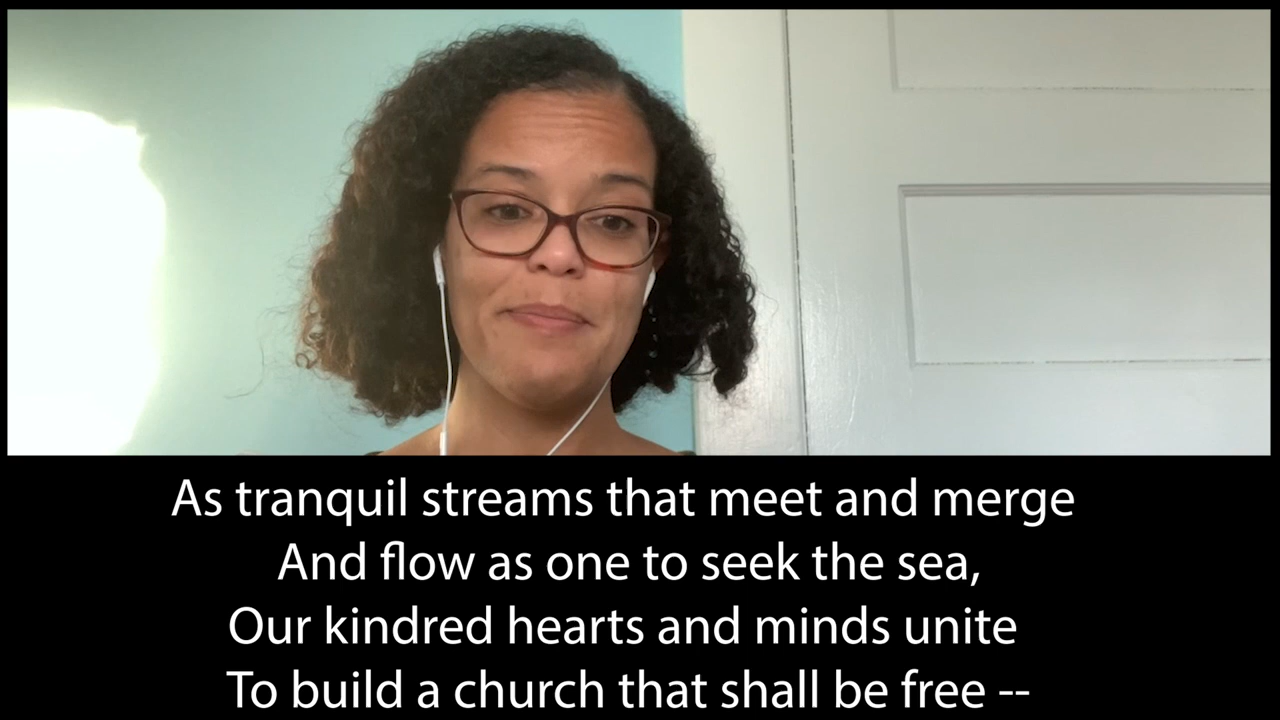 As tranquil streams that meet and merge
And flow as one to seek the sea,
Our kindred hearts and minds unite
To build a church that shall be free --